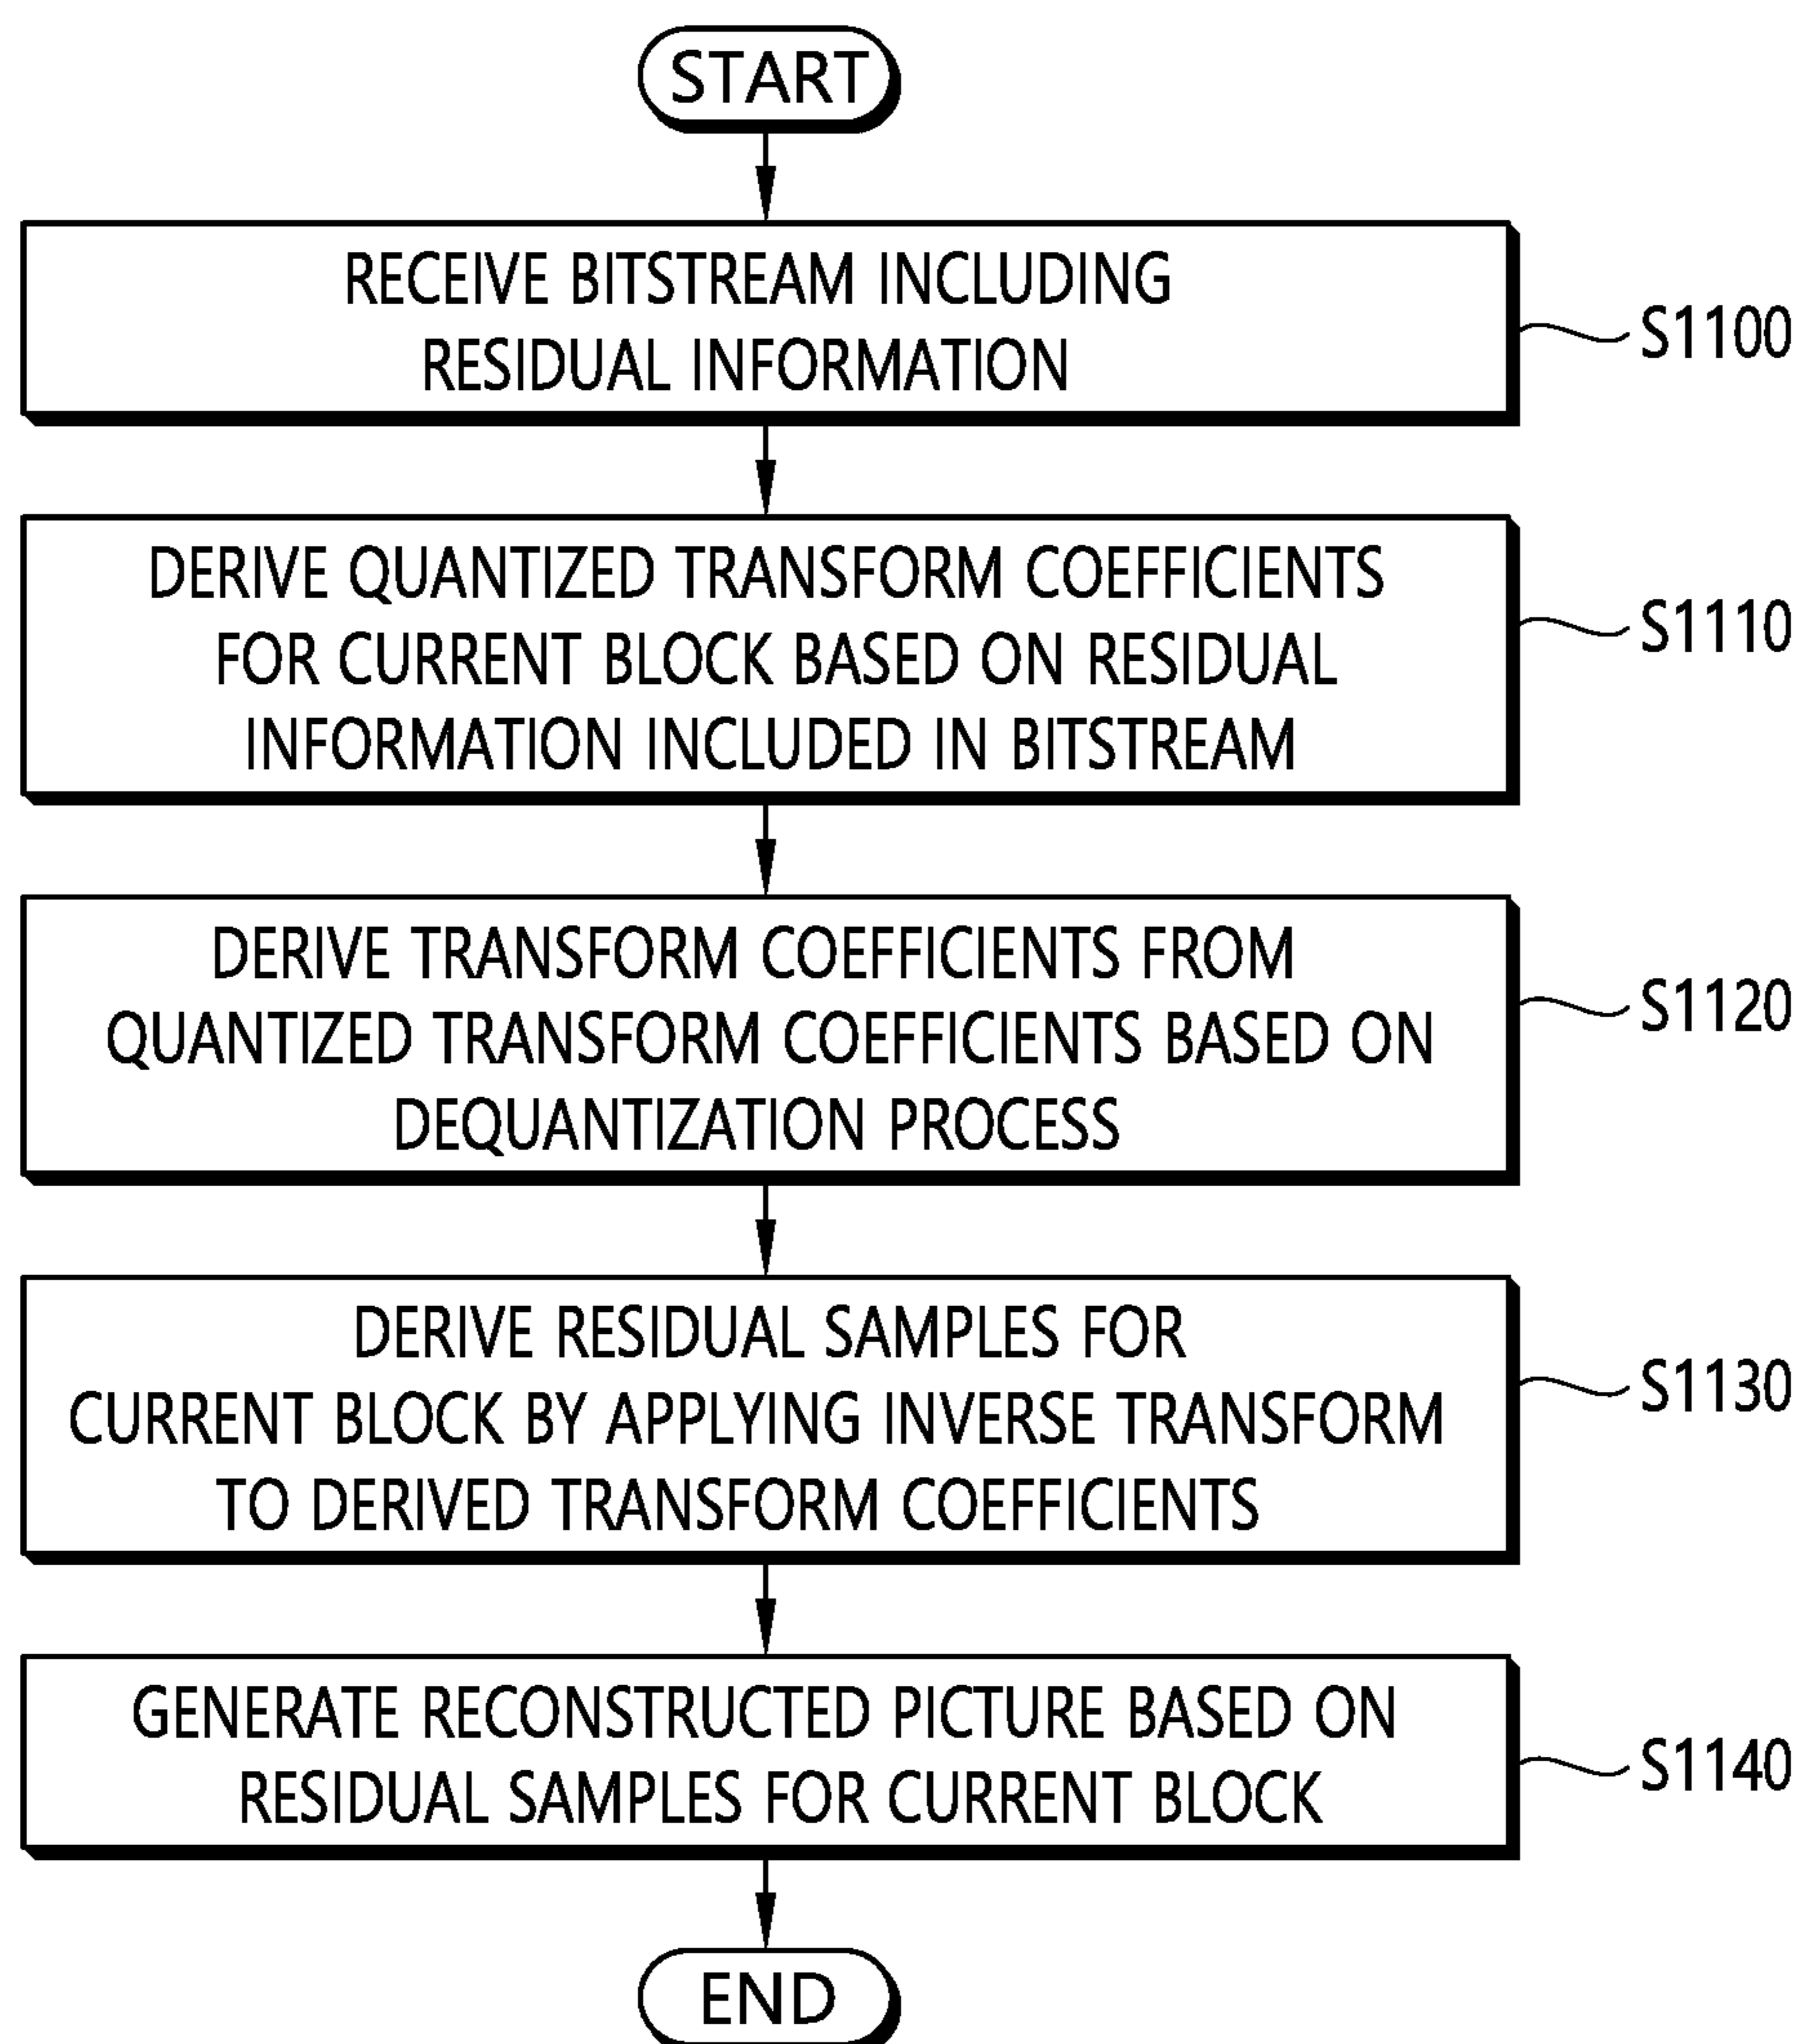 START
RECEIVE BITSTREAM INCLUDING
RESIDUAL INFORMATION
S1100
DERIVE QUANTIZED TRANSFORM COEFFICIENTS
FOR CURRENT BLOCK BASED ON RESIDUAL
INFORMATION INCLUDED IN BITSTREAM
S1110
DERIVE TRANSFORM COEFFICIENTS FROM
QUANTIZED TRANSFORM COEFFICIENTS BASED ON
DEQUANTIZATION PROCESS
S1120
DERIVE RESIDUAL SAMPLES FOR
CURRENT BLOCK BY APPLYING INVERSE TRANSFORM
TO DERIVED TRANSFORM COEFFICIENTS
S1130
GENERATE RECONSTRUCTED PICTURE BASED ON
RESIDUAL SAMPLES FOR CURRENT BLOCK
S1140
END